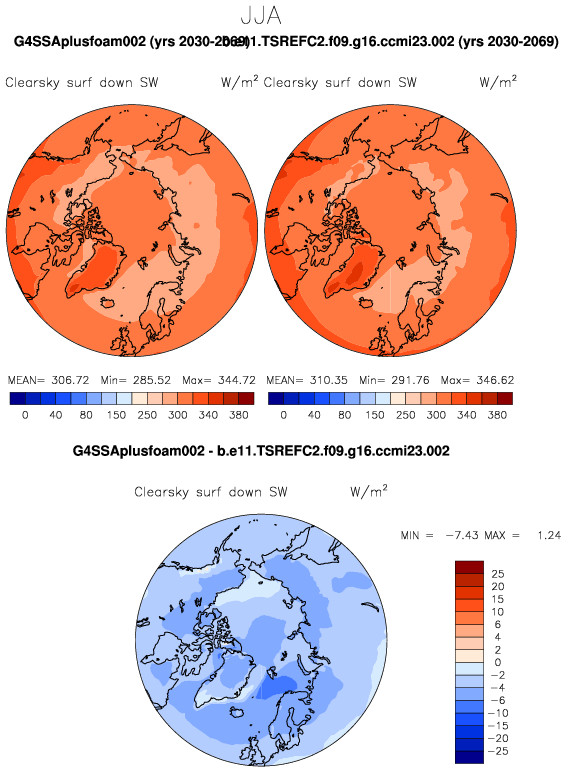 JJA
G4SSAplusfoam002 (yrs 2030-2069) b.e11.TSREFC2.f09.g16.ccmi23.002 (yrs 2030-2069)
Clearsky surf down SW W/m² Clearsky surf down SW W/m²
MEAN= 306.72 Min= 285.52 Max= 344.72 MEAN= 310.35 Min= 291.76 Max= 346.62
0 40 80 150 250 300 340 380 0 40 80 150 250 300 340 380
G4SSAplusfoam002 - b.e11.TSREFC2.f09.g16.ccmi23.002
Clearsky surf down SW W/m²
MIN = -7.43 MAX = 1.24
25
20
15
10
6
4
2
0
-2
-4
-6
-10
-15
-20
-25